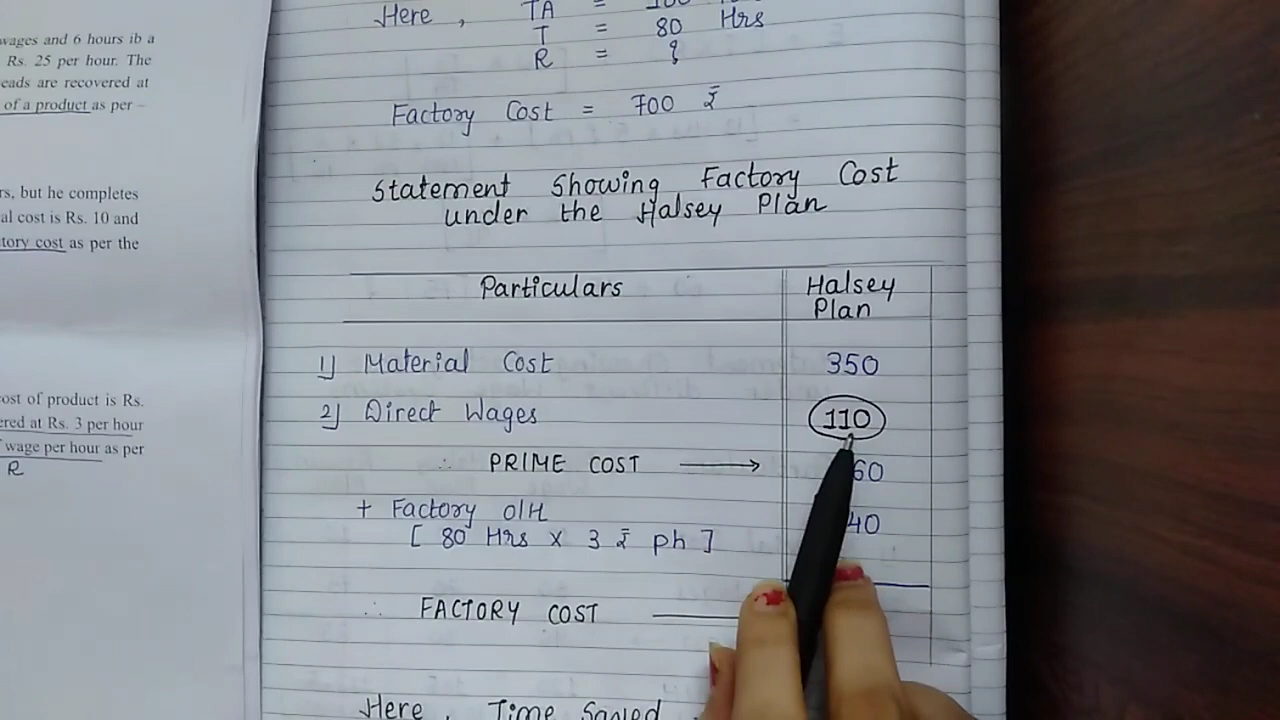 wages and 6 hours ib a
Rs. 25 per hour. The
eads are recovered at
of a product as per –
rs, but he completes
al cost is Rs. 10 and
tory cost as per the
ost of product is Rs.
ered at Rs. 3 per hour
wage per hour as per
R
Here , TA =
T = 80 Hrs
R = ?
Factory Cost = 700 ₹
Statement Showing Factory Cost
under the Halsey Plan
Particulars Halsey
Plan
1) Material Cost 350
2) Direct Wages 110
∴ PRIME COST → 60
+ Factory O/H 40
[ 80 Hrs x 3 ₹ ph ]
∴ FACTORY COST
Here , Time Saved